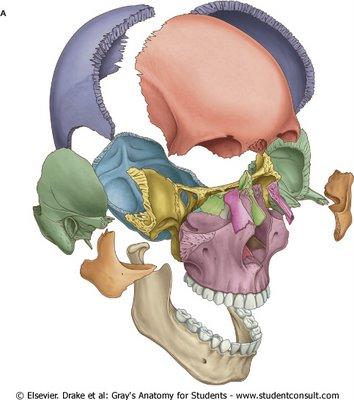 A
© Elsevier. Drake et al: Gray's Anatomy for Students - www.studentconsult.com